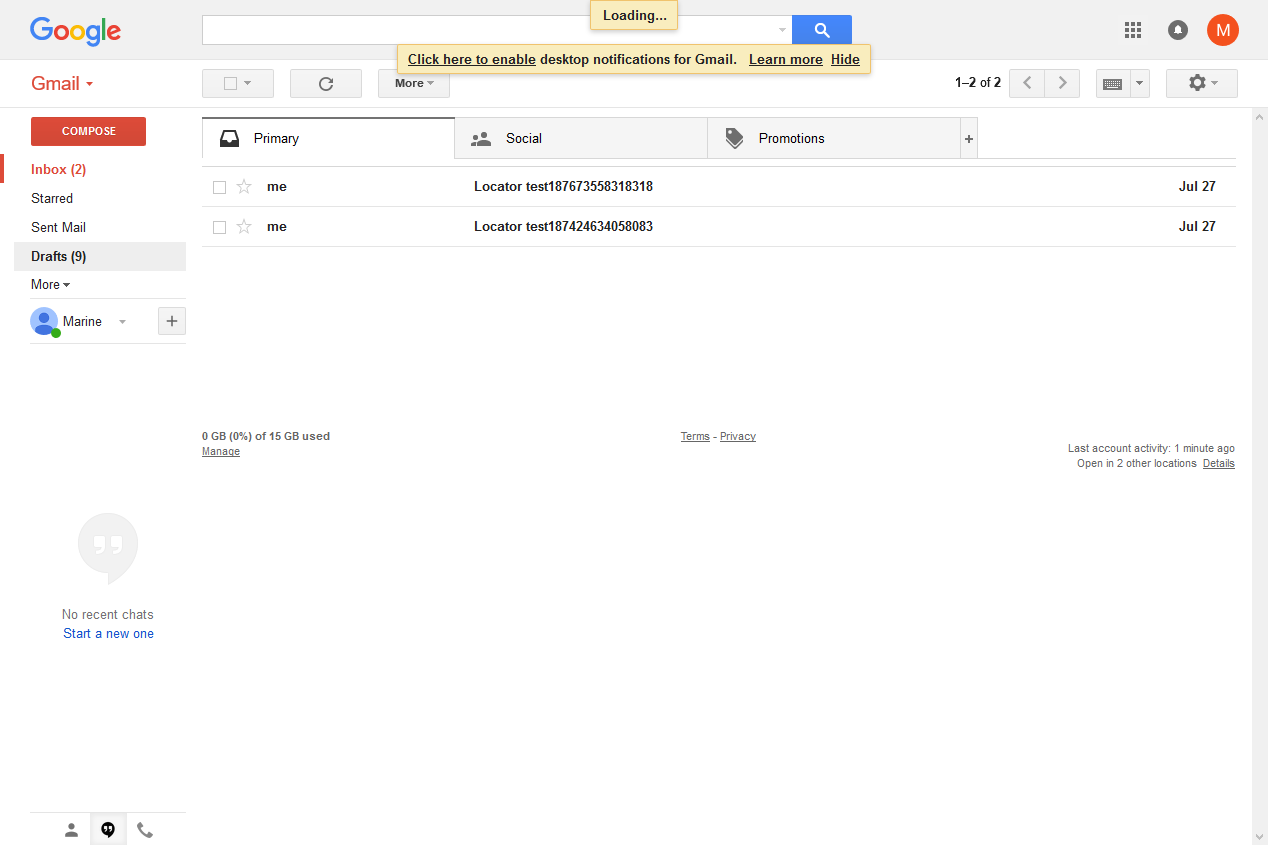 Loading...
Google
M
Click here to enable desktop notifications for Gmail. Learn more Hide
Gmail
More
1–2 of 2
COMPOSE
Primary
Social
Promotions
+
Inbox (2)
me Locator test187673558318318 Jul 27
Starred
Sent Mail
me Locator test187424634058083 Jul 27
Drafts (9)
More
Marine
+
0 GB (0%) of 15 GB used
Manage
Terms - Privacy
Last account activity: 1 minute ago
Open in 2 other locations Details
No recent chats
Start a new one